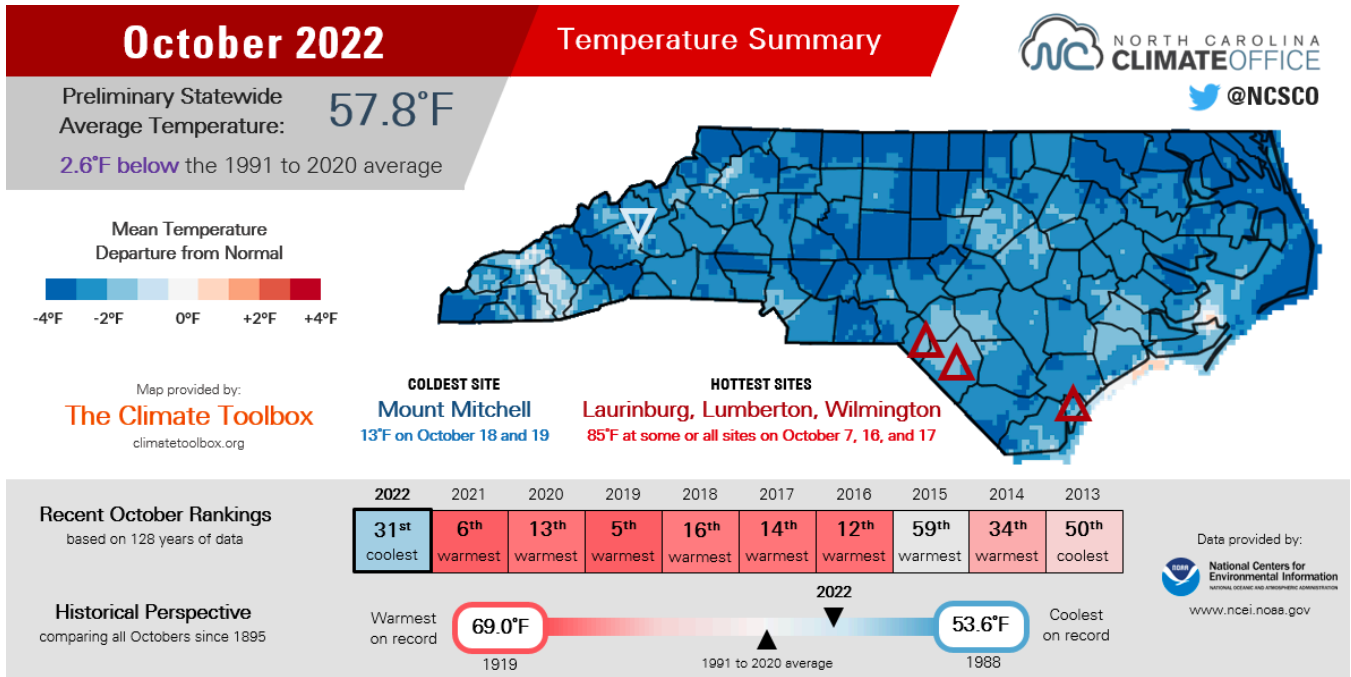 October 2022
Temperature Summary
NORTH CAROLINA
CLIMATEOFFICE
NC
@NCSCO
Preliminary Statewide
Average Temperature:
57.8°F
2.6°F below the 1991 to 2020 average
Mean Temperature
Departure from Normal
-4°F -2°F 0°F +2°F +4°F
Map provided by:
The Climate Toolbox
climatetoolbox.org
COLDEST SITE
Mount Mitchell
13°F on October 18 and 19
HOTTEST SITES
Laurinburg, Lumberton, Wilmington
85°F at some or all sites on October 7, 16, and 17
Recent October Rankings
based on 128 years of data
2022 2021 2020 2019 2018 2017 2016 2015 2014 2013
31st 6th 13th 5th 16th 14th 12th 59th 34th 50th
coolest warmest warmest warmest warmest warmest warmest warmest warmest coolest
Data provided by:
NOAA
National Centers for
Environmental Information
NATIONAL OCEANIC AND ATMOSPHERIC ADMINISTRATION
www.ncei.noaa.gov
Historical Perspective
comparing all Octobers since 1895
Warmest
on record
69.0°F
1919
2022
1991 to 2020 average
53.6°F
1988
Coolest
on record